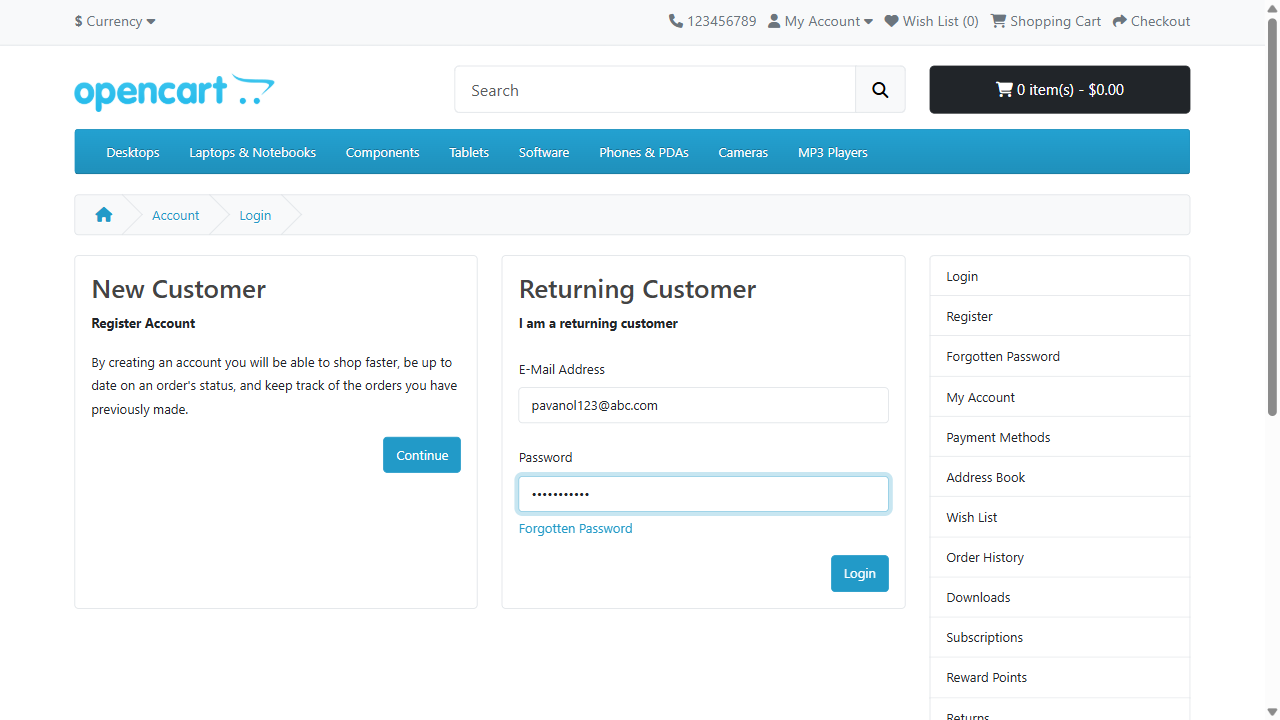 $ Currency
123456789
My Account
Wish List (0)
Shopping Cart
Checkout
opencart
Search
0 item(s) - $0.00
Desktops
Laptops & Notebooks
Components
Tablets
Software
Phones & PDAs
Cameras
MP3 Players
Account
Login
New Customer
Register Account
By creating an account you will be able to shop faster, be up to
date on an order's status, and keep track of the orders you have
previously made.
Continue
Returning Customer
I am a returning customer
E-Mail Address
pavanol123@abc.com
Password
•••••••••••
Forgotten Password
Login
Login
Register
Forgotten Password
My Account
Payment Methods
Address Book
Wish List
Order History
Downloads
Subscriptions
Reward Points
Returns